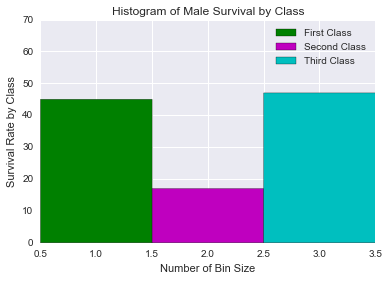 Histogram of Male Survival by Class
First Class
Second Class
Third Class
Survival Rate by Class
70
60
50
40
30
20
10
0
0.5 1.0 1.5 2.0 2.5 3.0 3.5
Number of Bin Size